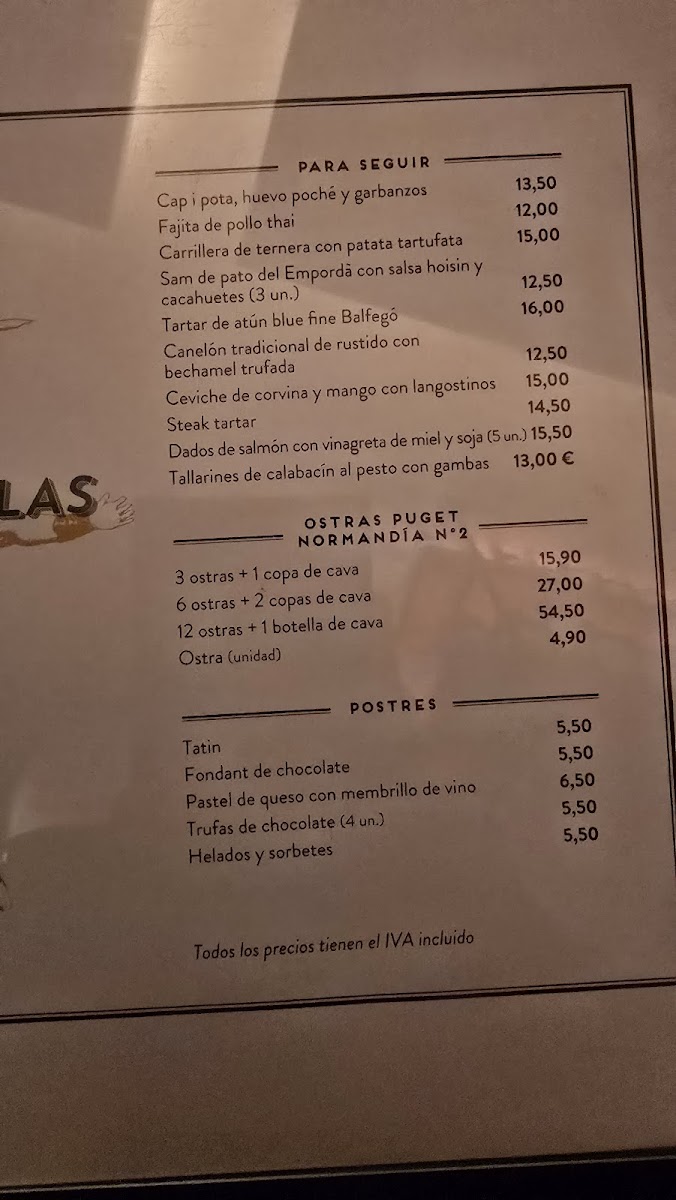 PARA SEGUIR
Cap i pota, huevo poché y garbanzos 13,50
Fajita de pollo thai 12,00
Carrillera de ternera con patata tartufata 15,00
Sam de pato del Empordà con salsa hoisin y
cacahuetes (3 un.) 12,50
Tartar de atún blue fine Balfegó 16,00
Canelón tradicional de rustido con
bechamel trufada 12,50
Ceviche de corvina y mango con langostinos 15,00
Steak tartar 14,50
Dados de salmón con vinagreta de miel y soja (5 un.) 15,50
Tallarines de calabacín al pesto con gambas 13,00 €
LAS
OSTRAS PUGET
NORMANDÍA Nº2
3 ostras + 1 copa de cava 15,90
6 ostras + 2 copas de cava 27,00
12 ostras + 1 botella de cava 54,50
Ostra (unidad) 4,90
POSTRES
Tatin 5,50
Fondant de chocolate 5,50
Pastel de queso con membrillo de vino 6,50
Trufas de chocolate (4 un.) 5,50
Helados y sorbetes 5,50
Todos los precios tienen el IVA incluido